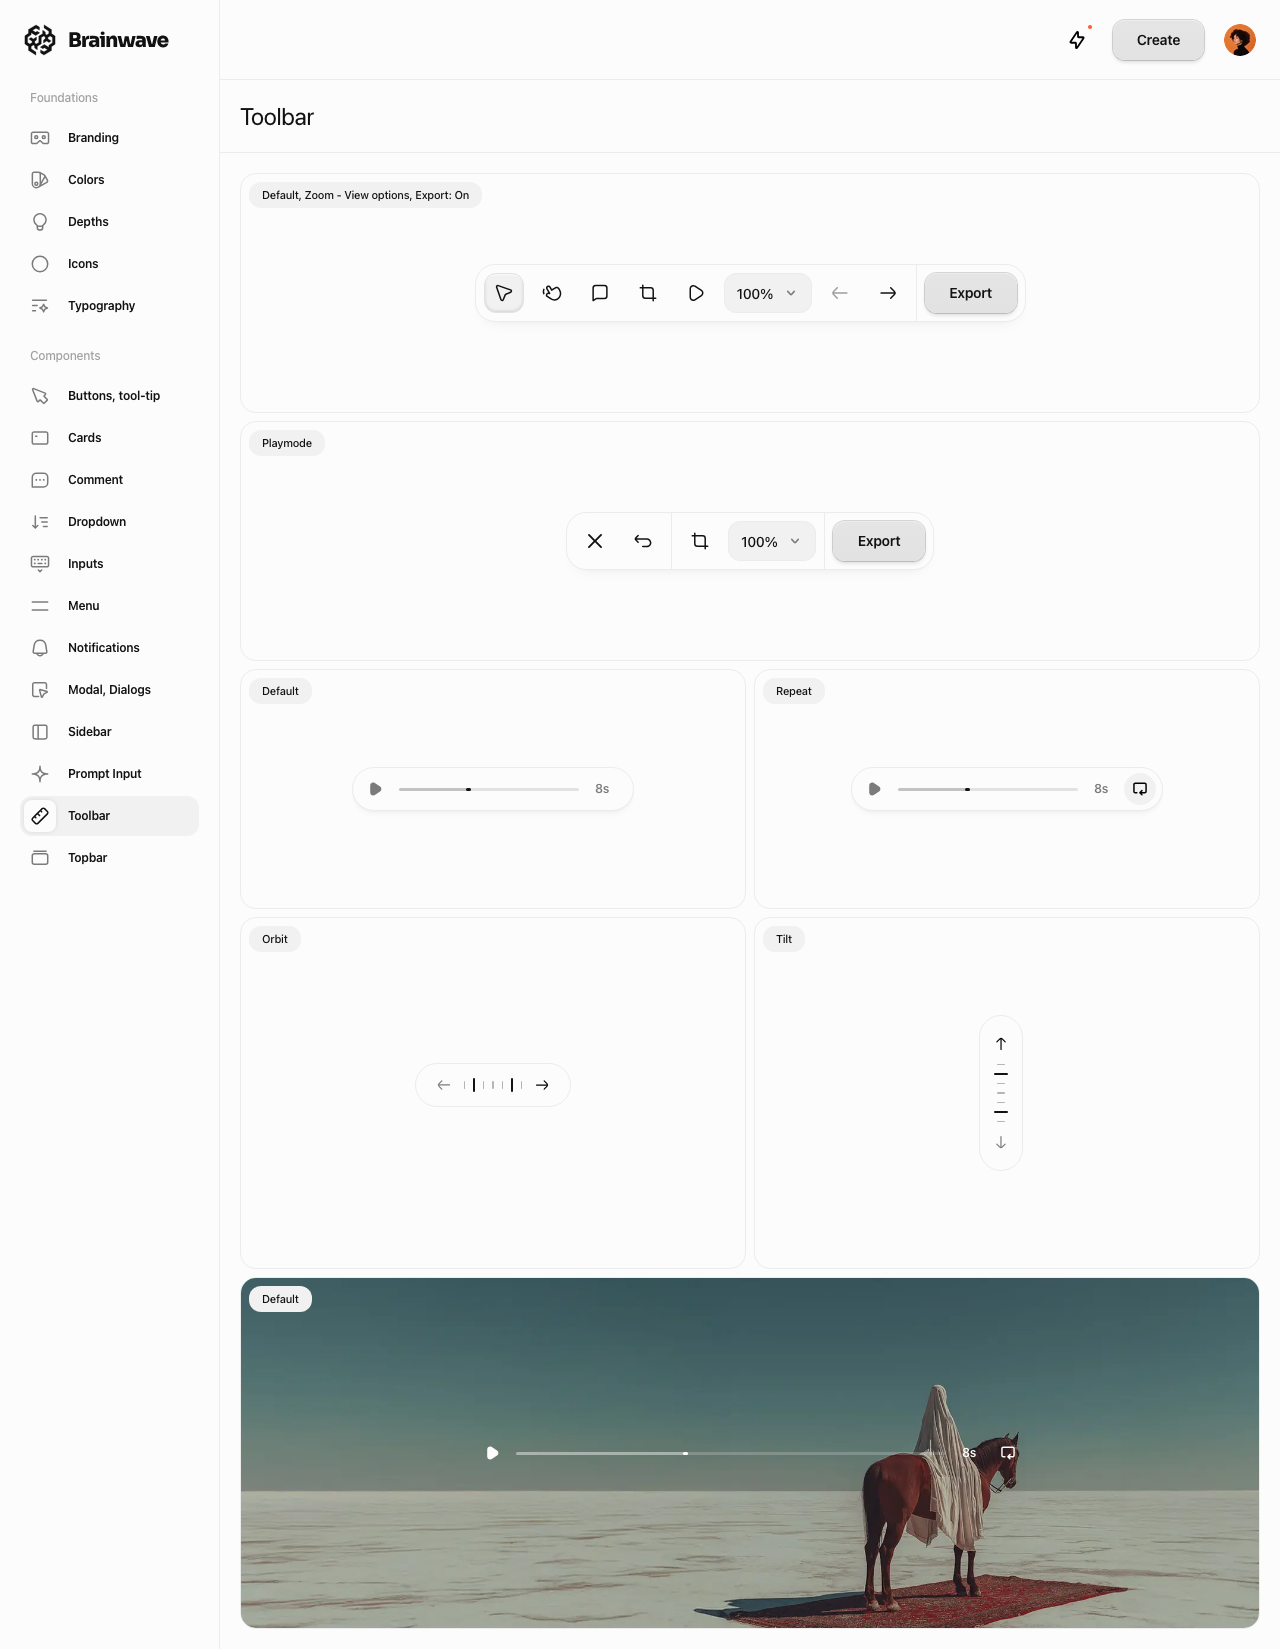 Brainwave
Create
Foundations
Branding
Colors
Depths
Icons
Typography
Components
Buttons, tool-tip
Cards
Comment
Dropdown
Inputs
Menu
Notifications
Modal, Dialogs
Sidebar
Prompt Input
Toolbar
Topbar
Toolbar
Default, Zoom - View options, Export: On
100%
Export
Playmode
100%
Export
Default
8s
Repeat
8s
Orbit
Tilt
Default
8s